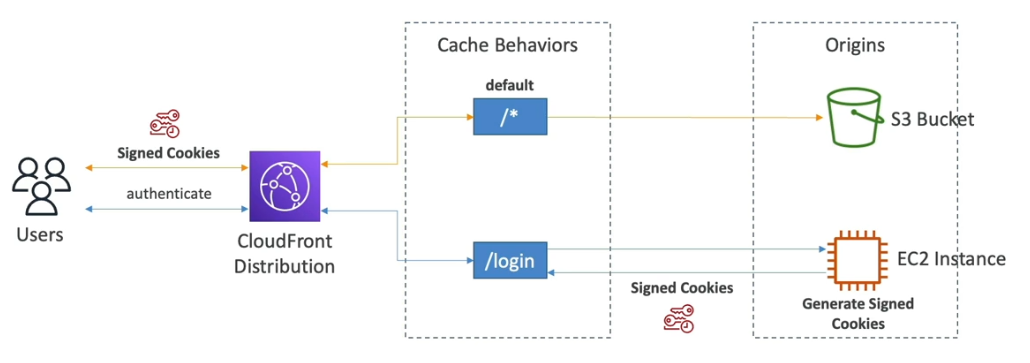 Cache Behaviors
Origins
default
/*
S3 Bucket
Signed Cookies
authenticate
Users
CloudFront
Distribution
/login
EC2 Instance
Signed Cookies
Generate Signed
Cookies